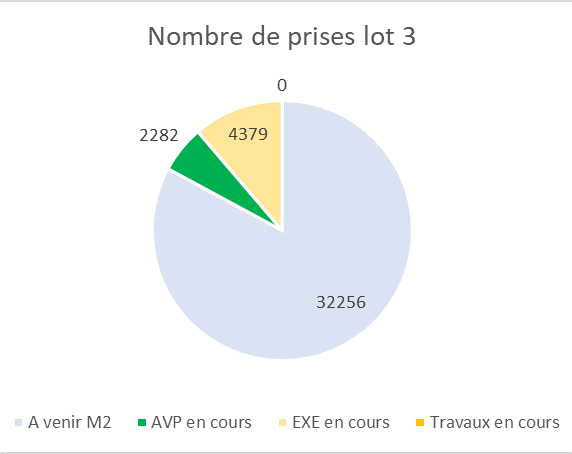 Nombre de prises lot 3
0
2282
4379
32256
A venir M2
AVP en cours
EXE en cours
Travaux en cours